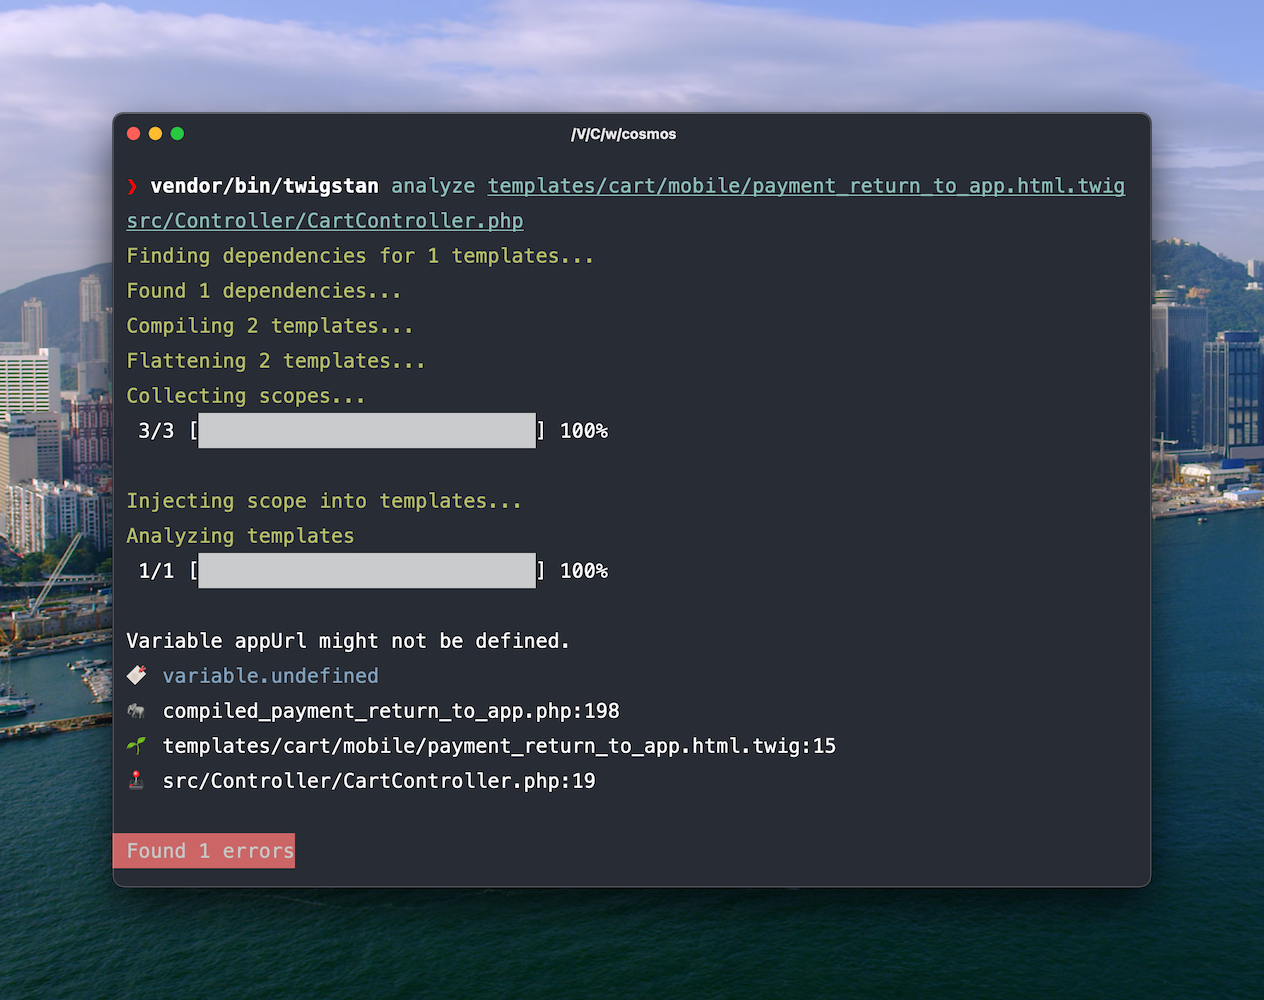 /V/C/w/cosmos
❯ vendor/bin/twigstan analyze templates/cart/mobile/payment_return_to_app.html.twig
src/Controller/CartController.php
Finding dependencies for 1 templates...
Found 1 dependencies...
Compiling 2 templates...
Flattening 2 templates...
Collecting scopes...
3/3 [ ] 100%
Injecting scope into templates...
Analyzing templates
1/1 [ ] 100%
Variable appUrl might not be defined.
variable.undefined
compiled_payment_return_to_app.php:198
templates/cart/mobile/payment_return_to_app.html.twig:15
src/Controller/CartController.php:19
Found 1 errors